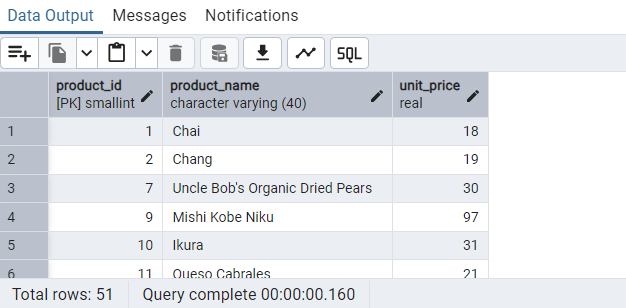 Data Output Messages Notifications
SQL
product_id product_name unit_price
[PK] smallint character varying (40) real
1 1 Chai 18
2 2 Chang 19
3 7 Uncle Bob's Organic Dried Pears 30
4 9 Mishi Kobe Niku 97
5 10 Ikura 31
6 11 Queso Cabrales 21
Total rows: 51 Query complete 00:00:00.160